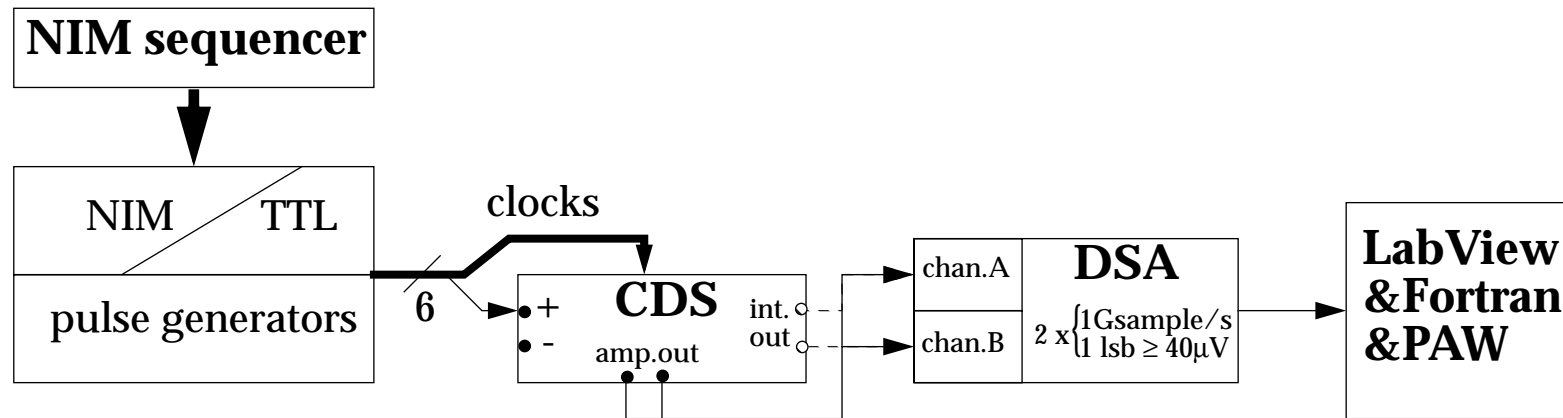 NIM sequencer
NIM
TTL
pulse generators
clocks
6
+
-
CDS
int.
out
amp.out
chan.A
chan.B
DSA
2 x{1Gsample/s
1 lsb ≥ 40µV
LabView
&Fortran
&PAW